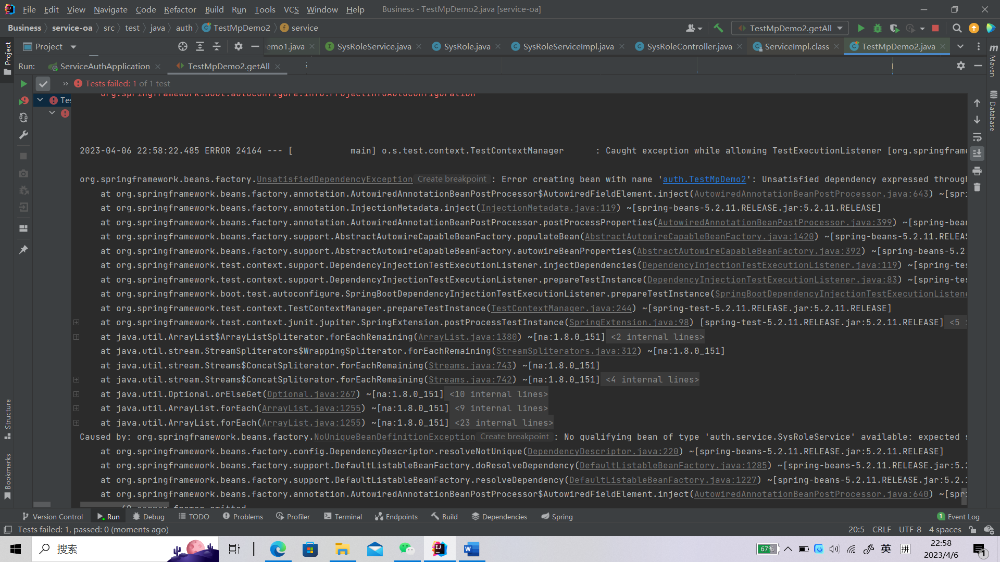 File Edit View Navigate Code Refactor Build Run Tools VCS Window Help Business - TestMpDemo2.java [service-oa]
Business service-oa src test java auth TestMpDemo2 service TestMpDemo2.getAll
Project emo1.java SysRoleService.java SysRole.java SysRoleServiceImpl.java SysRoleController.java ServiceImpl.class TestMpDemo2.java
Run: ServiceAuthApplication TestMpDemo2.getAll
Tests failed: 1 of 1 test
Tes
org.springframework.boot.autoconfigure.info.ProjectInfoAutoConfiguration
2023-04-06 22:58:22.485 ERROR 24164 --- [           main] o.s.test.context.TestContextManager      : Caught exception while allowing TestExecutionListener [org.springframe
org.springframework.beans.factory.UnsatisfiedDependencyException Create breakpoint : Error creating bean with name 'auth.TestMpDemo2': Unsatisfied dependency expressed through
at org.springframework.beans.factory.annotation.AutowiredAnnotationBeanPostProcessor$AutowiredFieldElement.inject(AutowiredAnnotationBeanPostProcessor.java:643) ~[spri
at org.springframework.beans.factory.annotation.InjectionMetadata.inject(InjectionMetadata.java:119) ~[spring-beans-5.2.11.RELEASE.jar:5.2.11.RELEASE]
at org.springframework.beans.factory.annotation.AutowiredAnnotationBeanPostProcessor.postProcessProperties(AutowiredAnnotationBeanPostProcessor.java:399) ~[spring-bean
at org.springframework.beans.factory.support.AbstractAutowireCapableBeanFactory.populateBean(AbstractAutowireCapableBeanFactory.java:1420) ~[spring-beans-5.2.11.RELEAS
at org.springframework.beans.factory.support.AbstractAutowireCapableBeanFactory.autowireBeanProperties(AbstractAutowireCapableBeanFactory.java:392) ~[spring-beans-5.2.
at org.springframework.test.context.support.DependencyInjectionTestExecutionListener.injectDependencies(DependencyInjectionTestExecutionListener.java:119) ~[spring-tes
at org.springframework.test.context.support.DependencyInjectionTestExecutionListener.prepareTestInstance(DependencyInjectionTestExecutionListener.java:83) ~[spring-tes
at org.springframework.boot.test.autoconfigure.SpringBootDependencyInjectionTestExecutionListener.prepareTestInstance(SpringBootDependencyInjectionTestExecutionListene
at org.springframework.test.context.TestContextManager.prepareTestInstance(TestContextManager.java:244) ~[spring-test-5.2.11.RELEASE.jar:5.2.11.RELEASE]
at org.springframework.test.context.junit.jupiter.SpringExtension.postProcessTestInstance(SpringExtension.java:98) [spring-test-5.2.11.RELEASE.jar:5.2.11.RELEASE] <5 i
at java.util.ArrayList$ArrayListSpliterator.forEachRemaining(ArrayList.java:1380) ~[na:1.8.0_151] <2 internal lines>
at java.util.stream.StreamSpliterators$WrappingSpliterator.forEachRemaining(StreamSpliterators.java:312) ~[na:1.8.0_151]
at java.util.stream.Streams$ConcatSpliterator.forEachRemaining(Streams.java:743) ~[na:1.8.0_151]
at java.util.stream.Streams$ConcatSpliterator.forEachRemaining(Streams.java:742) ~[na:1.8.0_151] <4 internal lines>
at java.util.Optional.orElseGet(Optional.java:267) ~[na:1.8.0_151] <10 internal lines>
at java.util.ArrayList.forEach(ArrayList.java:1255) ~[na:1.8.0_151] <9 internal lines>
at java.util.ArrayList.forEach(ArrayList.java:1255) ~[na:1.8.0_151] <23 internal lines>
Caused by: org.springframework.beans.factory.NoUniqueBeanDefinitionException Create breakpoint : No qualifying bean of type 'auth.service.SysRoleService' available: expected s
at org.springframework.beans.factory.config.DependencyDescriptor.resolveNotUnique(DependencyDescriptor.java:220) ~[spring-beans-5.2.11.RELEASE.jar:5.2.11.RELEASE]
at org.springframework.beans.factory.support.DefaultListableBeanFactory.doResolveDependency(DefaultListableBeanFactory.java:1285) ~[spring-beans-5.2.11.RELEASE.jar:5.2
at org.springframework.beans.factory.support.DefaultListableBeanFactory.resolveDependency(DefaultListableBeanFactory.java:1227) ~[spring-beans-5.2.11.RELEASE.jar:5.2.1
at org.springframework.beans.factory.annotation.AutowiredAnnotationBeanPostProcessor$AutowiredFieldElement.inject(AutowiredAnnotationBeanPostProcessor.java:640) ~[spri
common frames omitted
Project
Structure
Bookmarks
Maven
Database
Version Control Run Debug TODO Problems Profiler Terminal Endpoints Build Dependencies Spring 1 Event Log
Tests failed: 1, passed: 0 (moments ago) 20:5 CRLF UTF-8 4 spaces
搜索 67% 英 拼 22:58
2023/4/6 1